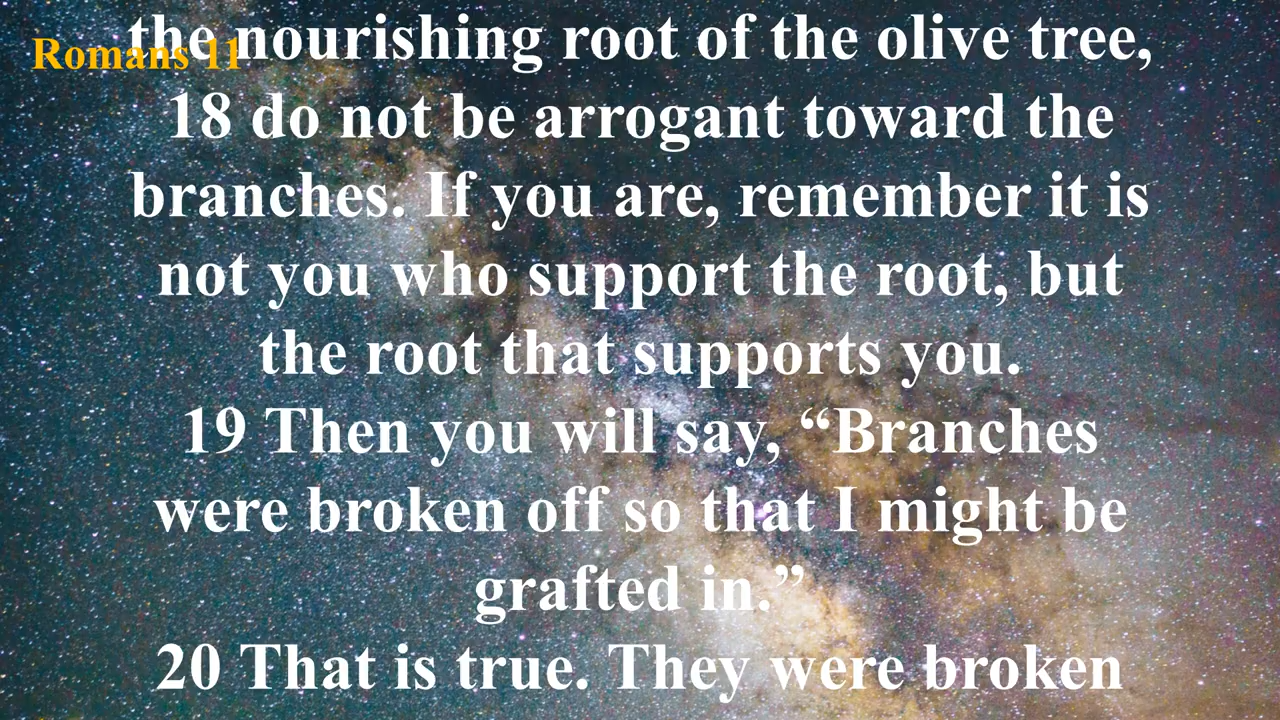 Romans 11
the nourishing root of the olive tree,
18 do not be arrogant toward the
branches. If you are, remember it is
not you who support the root, but
the root that supports you.
19 Then you will say, “Branches
were broken off so that I might be
grafted in.”
20 That is true. They were broken